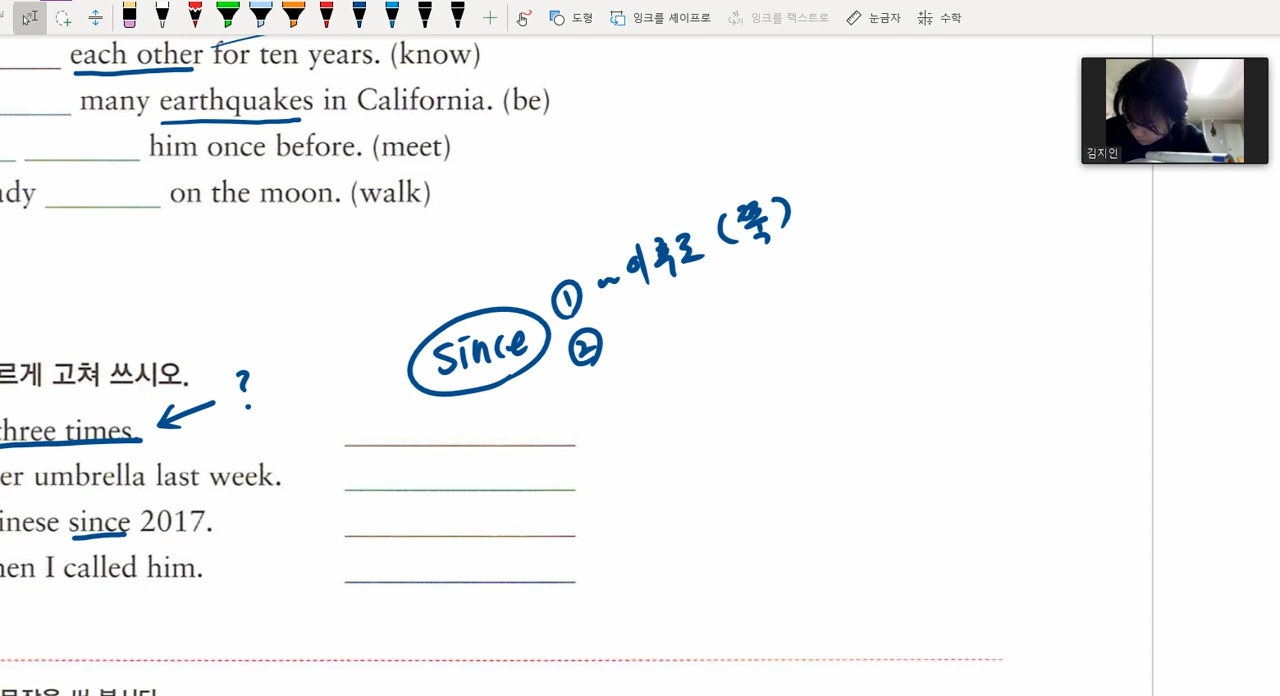 도형 잉크를 셰이프로 잉크를 텍스트로 눈금자 수학
each other for ten years. (know)
many earthquakes in California. (be)
him once before. (meet)
ady on the moon. (walk)
김지인
① ~이후로 (쭉)
since ②
르게 고쳐 쓰시오.
?
three times.
er umbrella last week.
inese since 2017.
nen I called him.